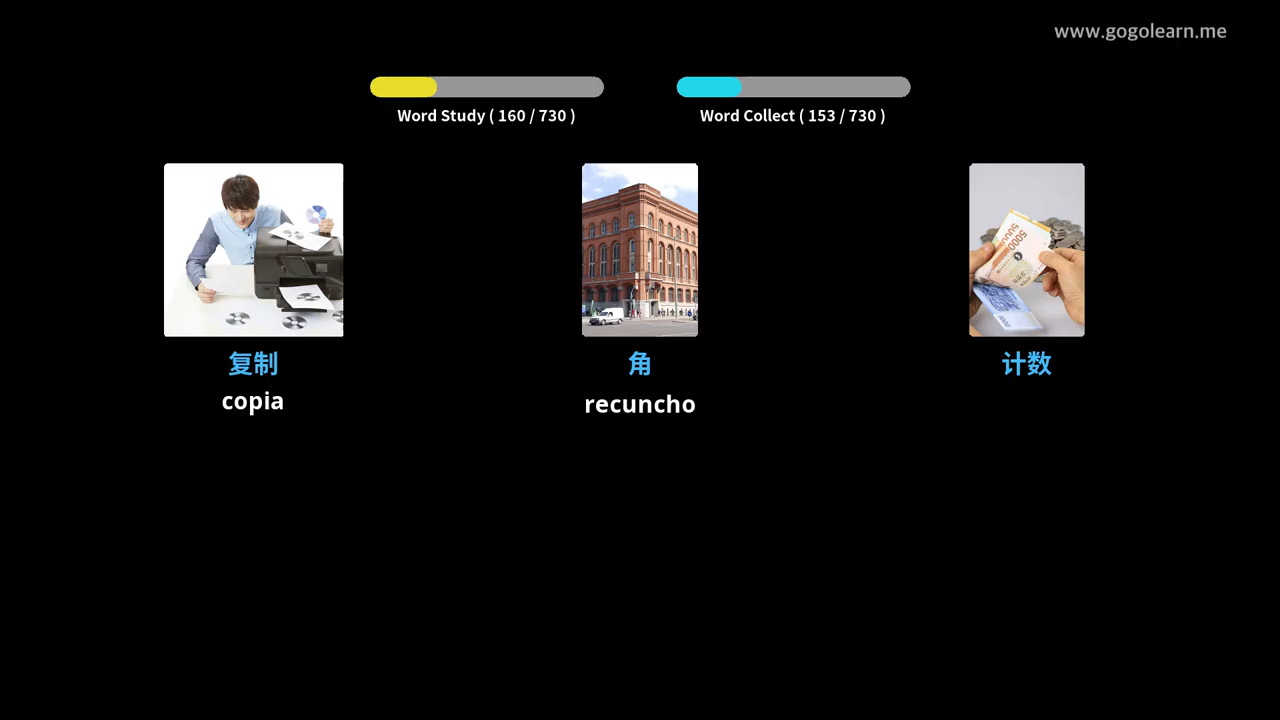 www.gogolearn.me
Word Study ( 160 / 730 )
Word Collect ( 153 / 730 )
复制
角
计数
copia
recuncho